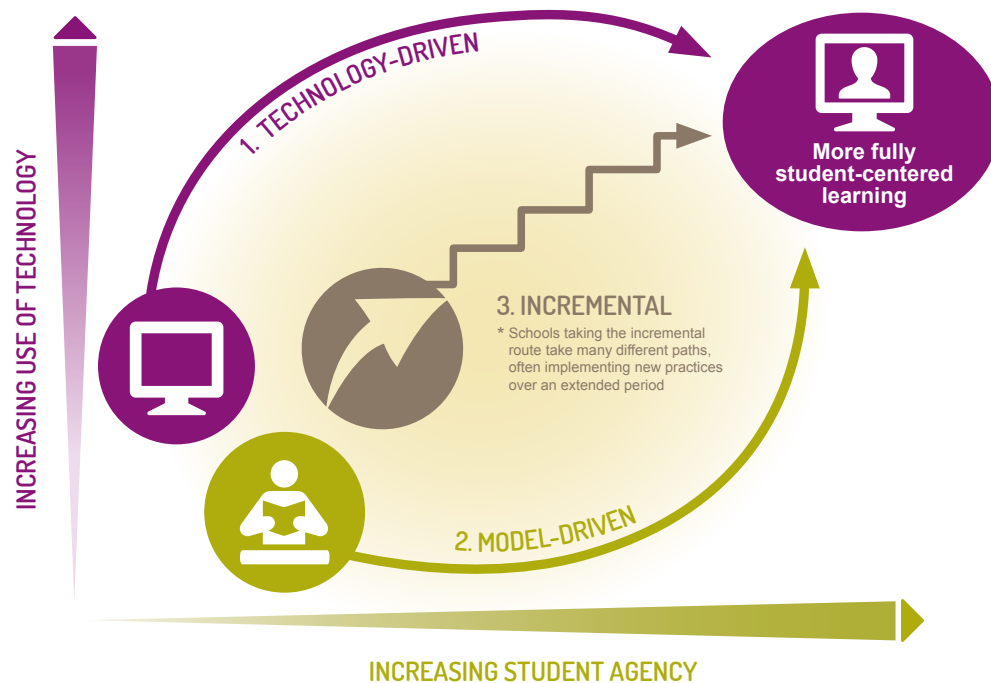 INCREASING USE OF TECHNOLOGY
1. TECHNOLOGY-DRIVEN
More fully
student-centered
learning
3. INCREMENTAL
* Schools taking the incremental
route take many different paths,
often implementing new practices
over an extended period
2. MODEL-DRIVEN
INCREASING STUDENT AGENCY